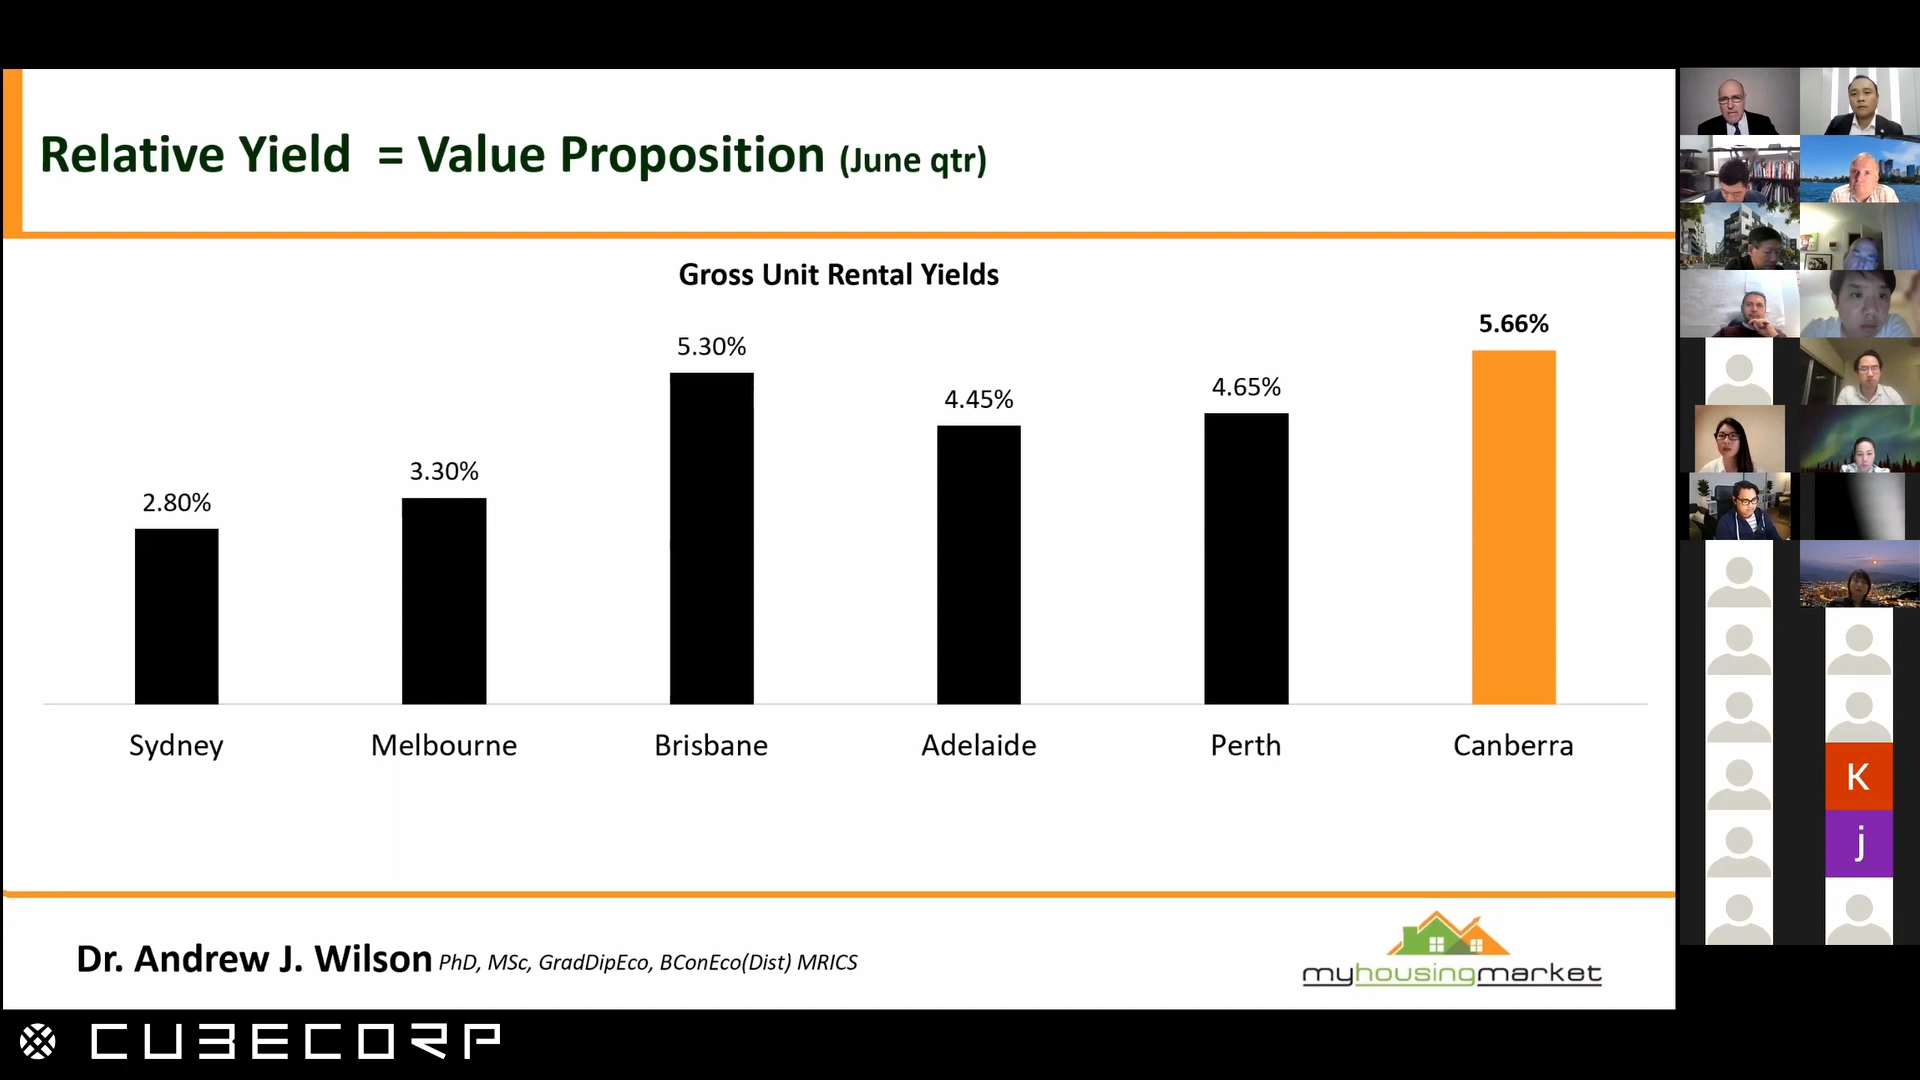 Relative Yield = Value Proposition (June qtr)
Gross Unit Rental Yields
2.80%
3.30%
5.30%
4.45%
4.65%
5.66%
Sydney
Melbourne
Brisbane
Adelaide
Perth
Canberra
Dr. Andrew J. Wilson PhD, MSc, GradDipEco, BConEco(Dist) MRICS
myhousingmarket
CUBECORP
K
j